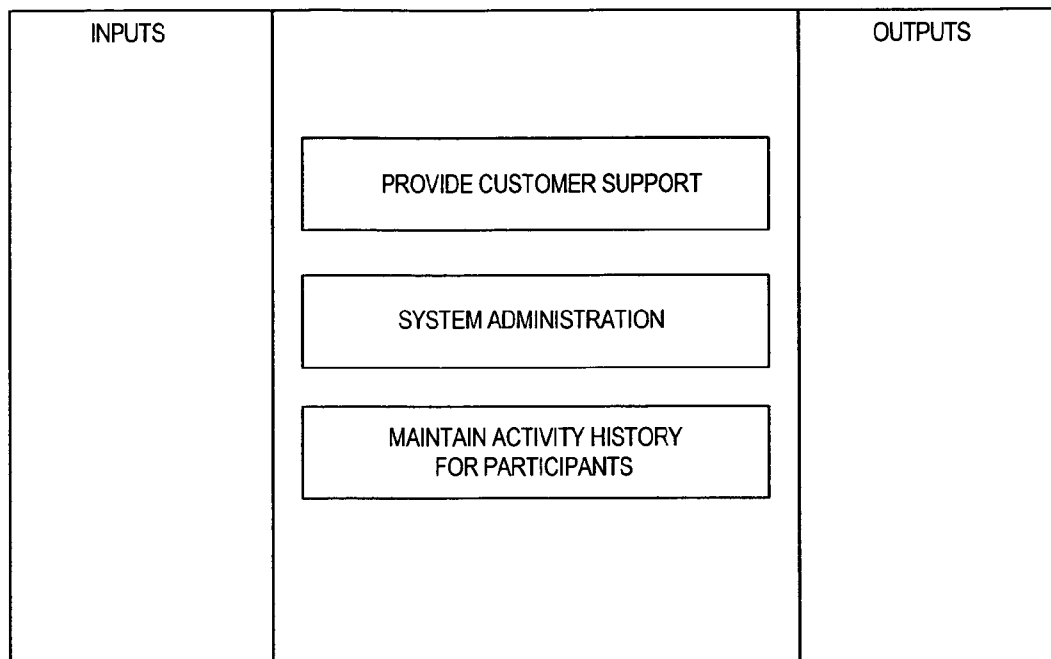 INPUTS
OUTPUTS
PROVIDE CUSTOMER SUPPORT
SYSTEM ADMINISTRATION
MAINTAIN ACTIVITY HISTORY
FOR PARTICIPANTS